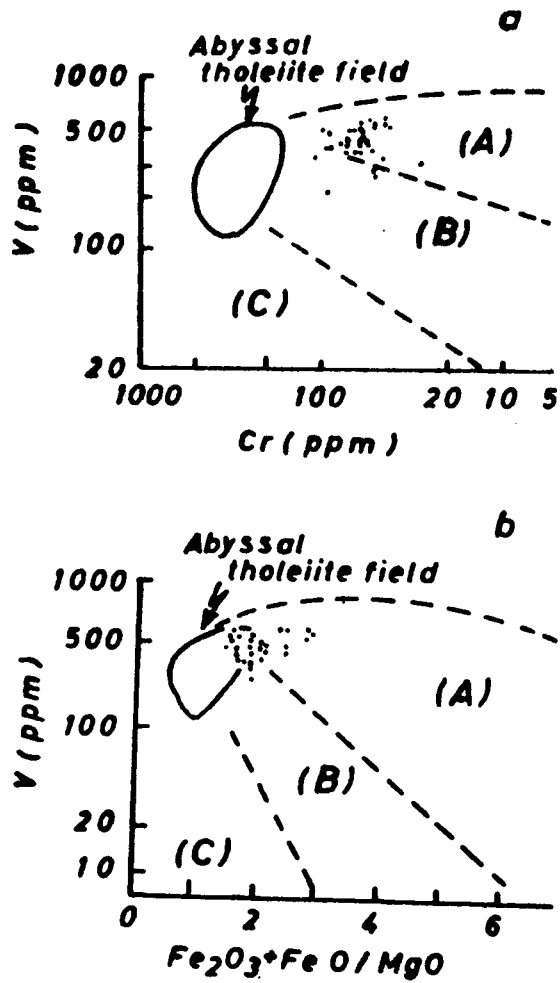 a
Abyssal
tholeiite field
1000
500
100
20
V (ppm)
(A)
(B)
(C)
1000 100 20 10 5
Cr (ppm)
b
Abyssal
tholeiite field
1000
500
100
20
10
V (ppm)
(A)
(B)
(C)
0 2 4 6
Fe₂O₃+Fe O/MgO